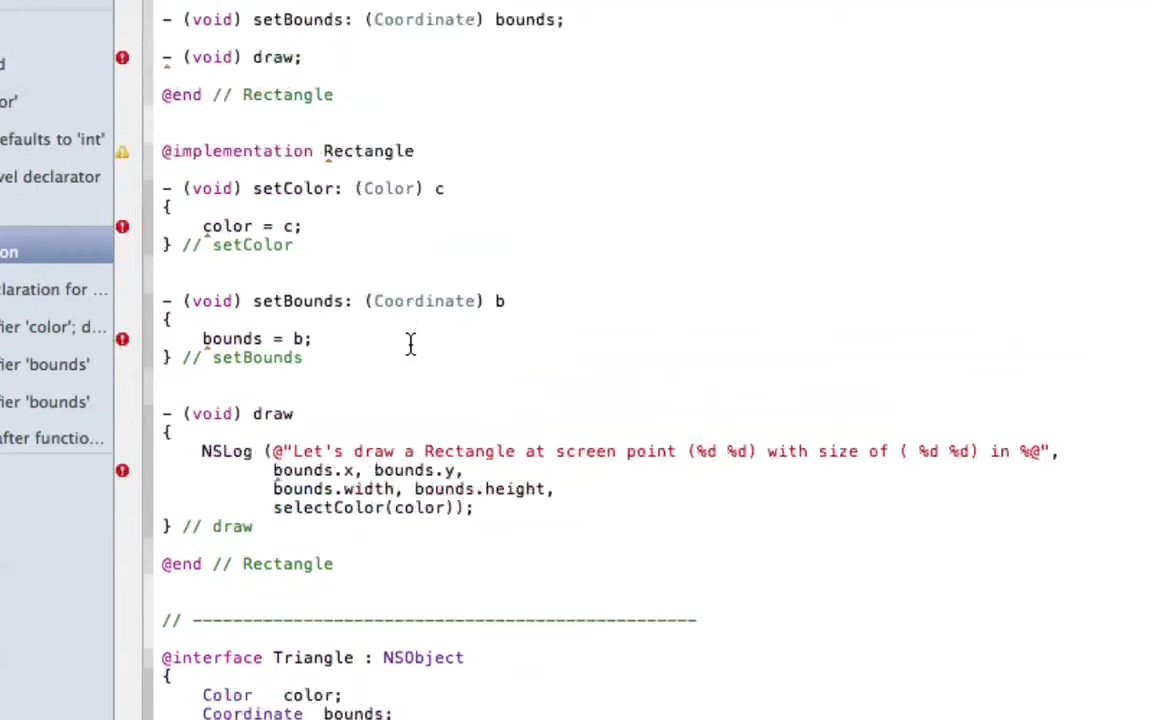 - (void) setBounds: (Coordinate) bounds;
d
- (void) draw;
or'
@end // Rectangle
efaults to 'int'
@implementation Rectangle
vel declarator
- (void) setColor: (Color) c
{
color = c;
} // setColor
on
claration for ...
- (void) setBounds: (Coordinate) b
{
fier 'color'; d...
bounds = b;
} // setBounds
fier 'bounds'
fier 'bounds'
- (void) draw
{
after functio...
NSLog (@"Let's draw a Rectangle at screen point (%d %d) with size of ( %d %d) in %@",
bounds.x, bounds.y,
bounds.width, bounds.height,
selectColor(color));
} // draw
@end // Rectangle
// --------------------------------------------------
@interface Triangle : NSObject
{
Color color;
Coordinate bounds;